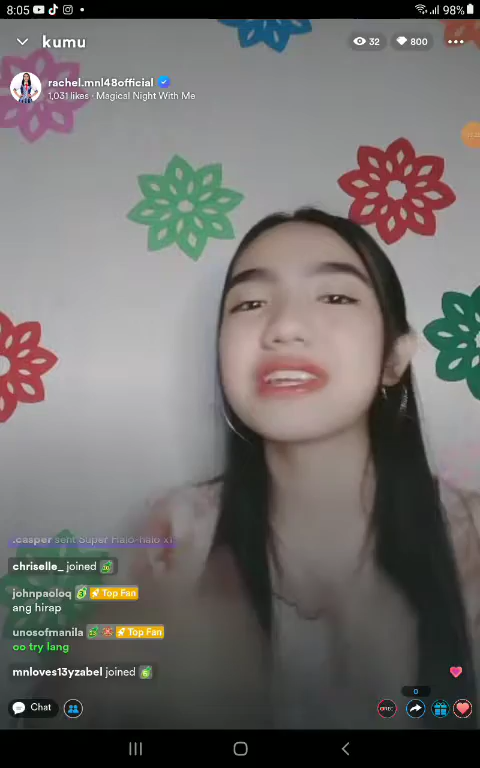 8:05
98%
kumu
32
800
rachel.mnl48official
1,031 likes · Magical Night With Me
.casper sent Super Halo-halo x1
chriselle_ joined
johnpaoloq Top Fan
ang hirap
unosofmanila Top Fan
oo try lang
mnloves13yzabel joined
0
Chat